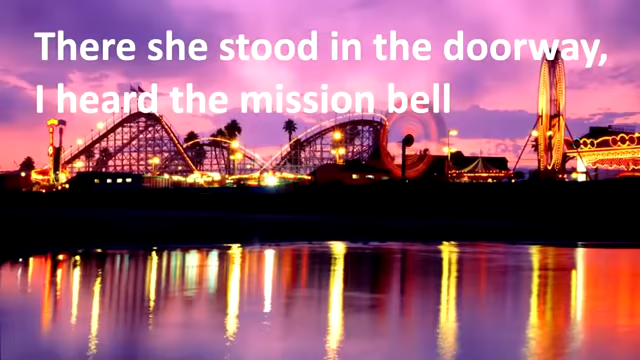 There she stood in the doorway,
I heard the mission bell